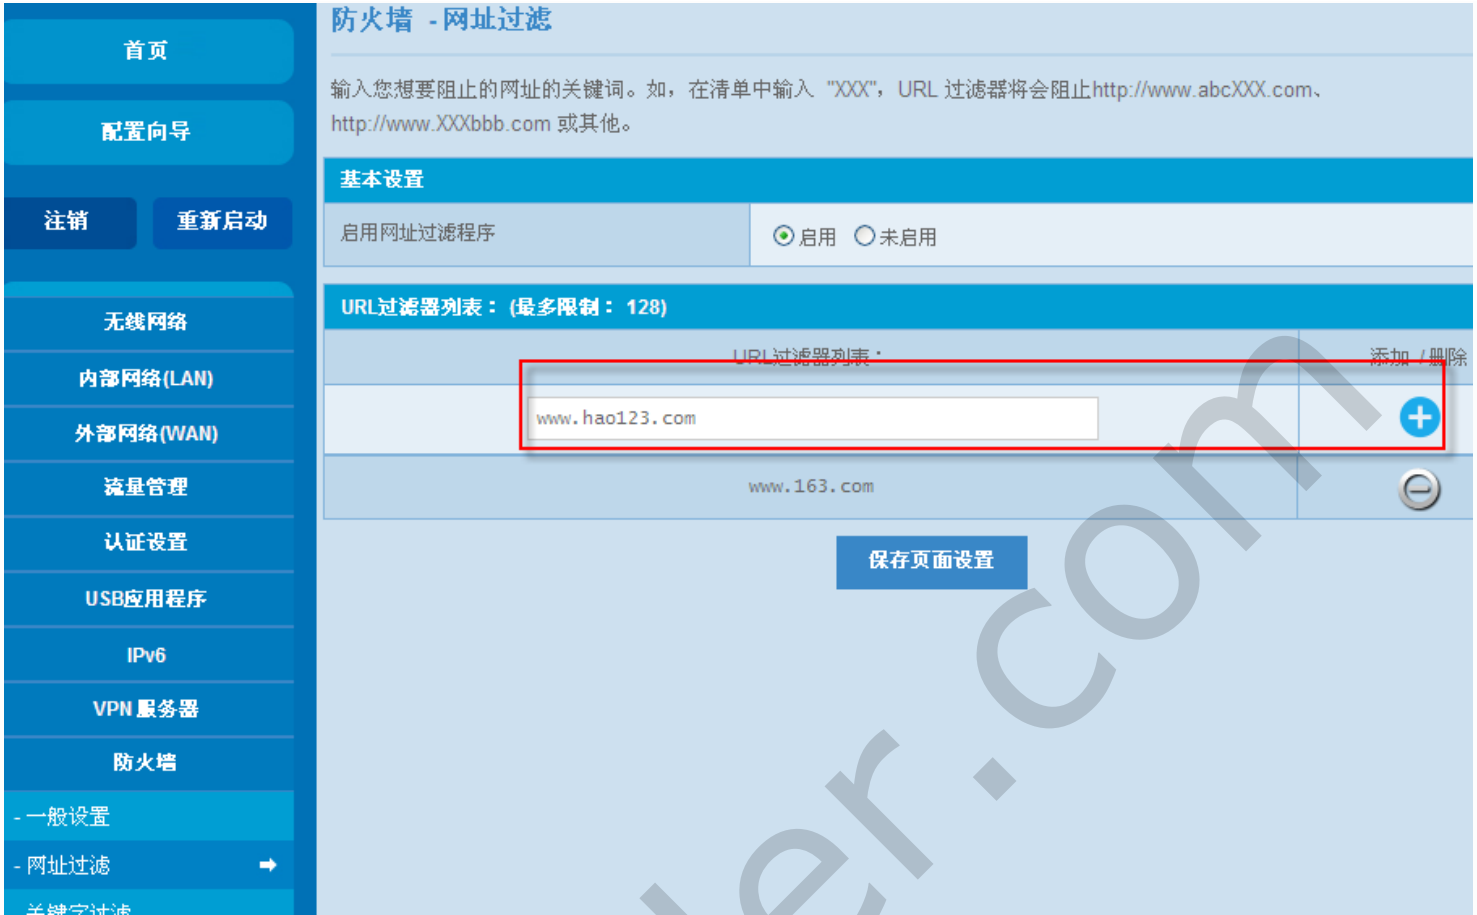 首页
配置向导
注销 重新启动
无线网络
内部网络(LAN)
外部网络(WAN)
流量管理
认证设置
USB应用程序
IPv6
VPN 服务器
防火墙
- 一般设置
- 网址过滤
关键字过滤
防火墙 - 网址过滤
输入您想要阻止的网址的关键词。如，在清单中输入 "XXX"，URL 过滤器将会阻止http://www.abcXXX.com、
http://www.XXXbbb.com 或其他。
基本设置
启用网址过滤程序 启用 未启用
URL过滤器列表： (最多限制： 128)
URL过滤器列表： 添加 /删除
www.hao123.com
www.163.com
保存页面设置
der.com